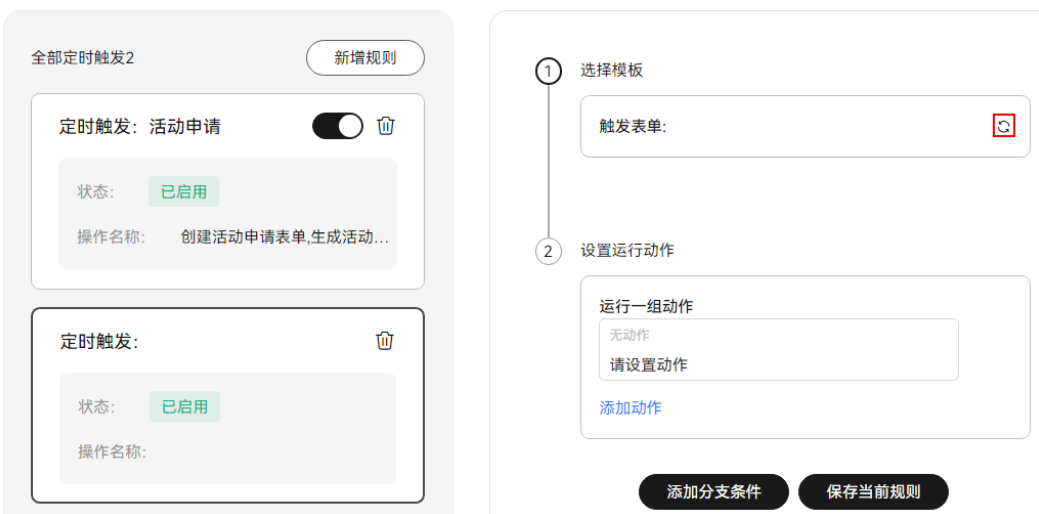 全部定时触发2
新增规则
定时触发：活动申请
状态:
已启用
操作名称:
创建活动申请表单,生成活动...
定时触发：
状态:
已启用
操作名称:
1
选择模板
触发表单:
2
设置运行动作
运行一组动作
无动作
请设置动作
添加动作
添加分支条件
保存当前规则